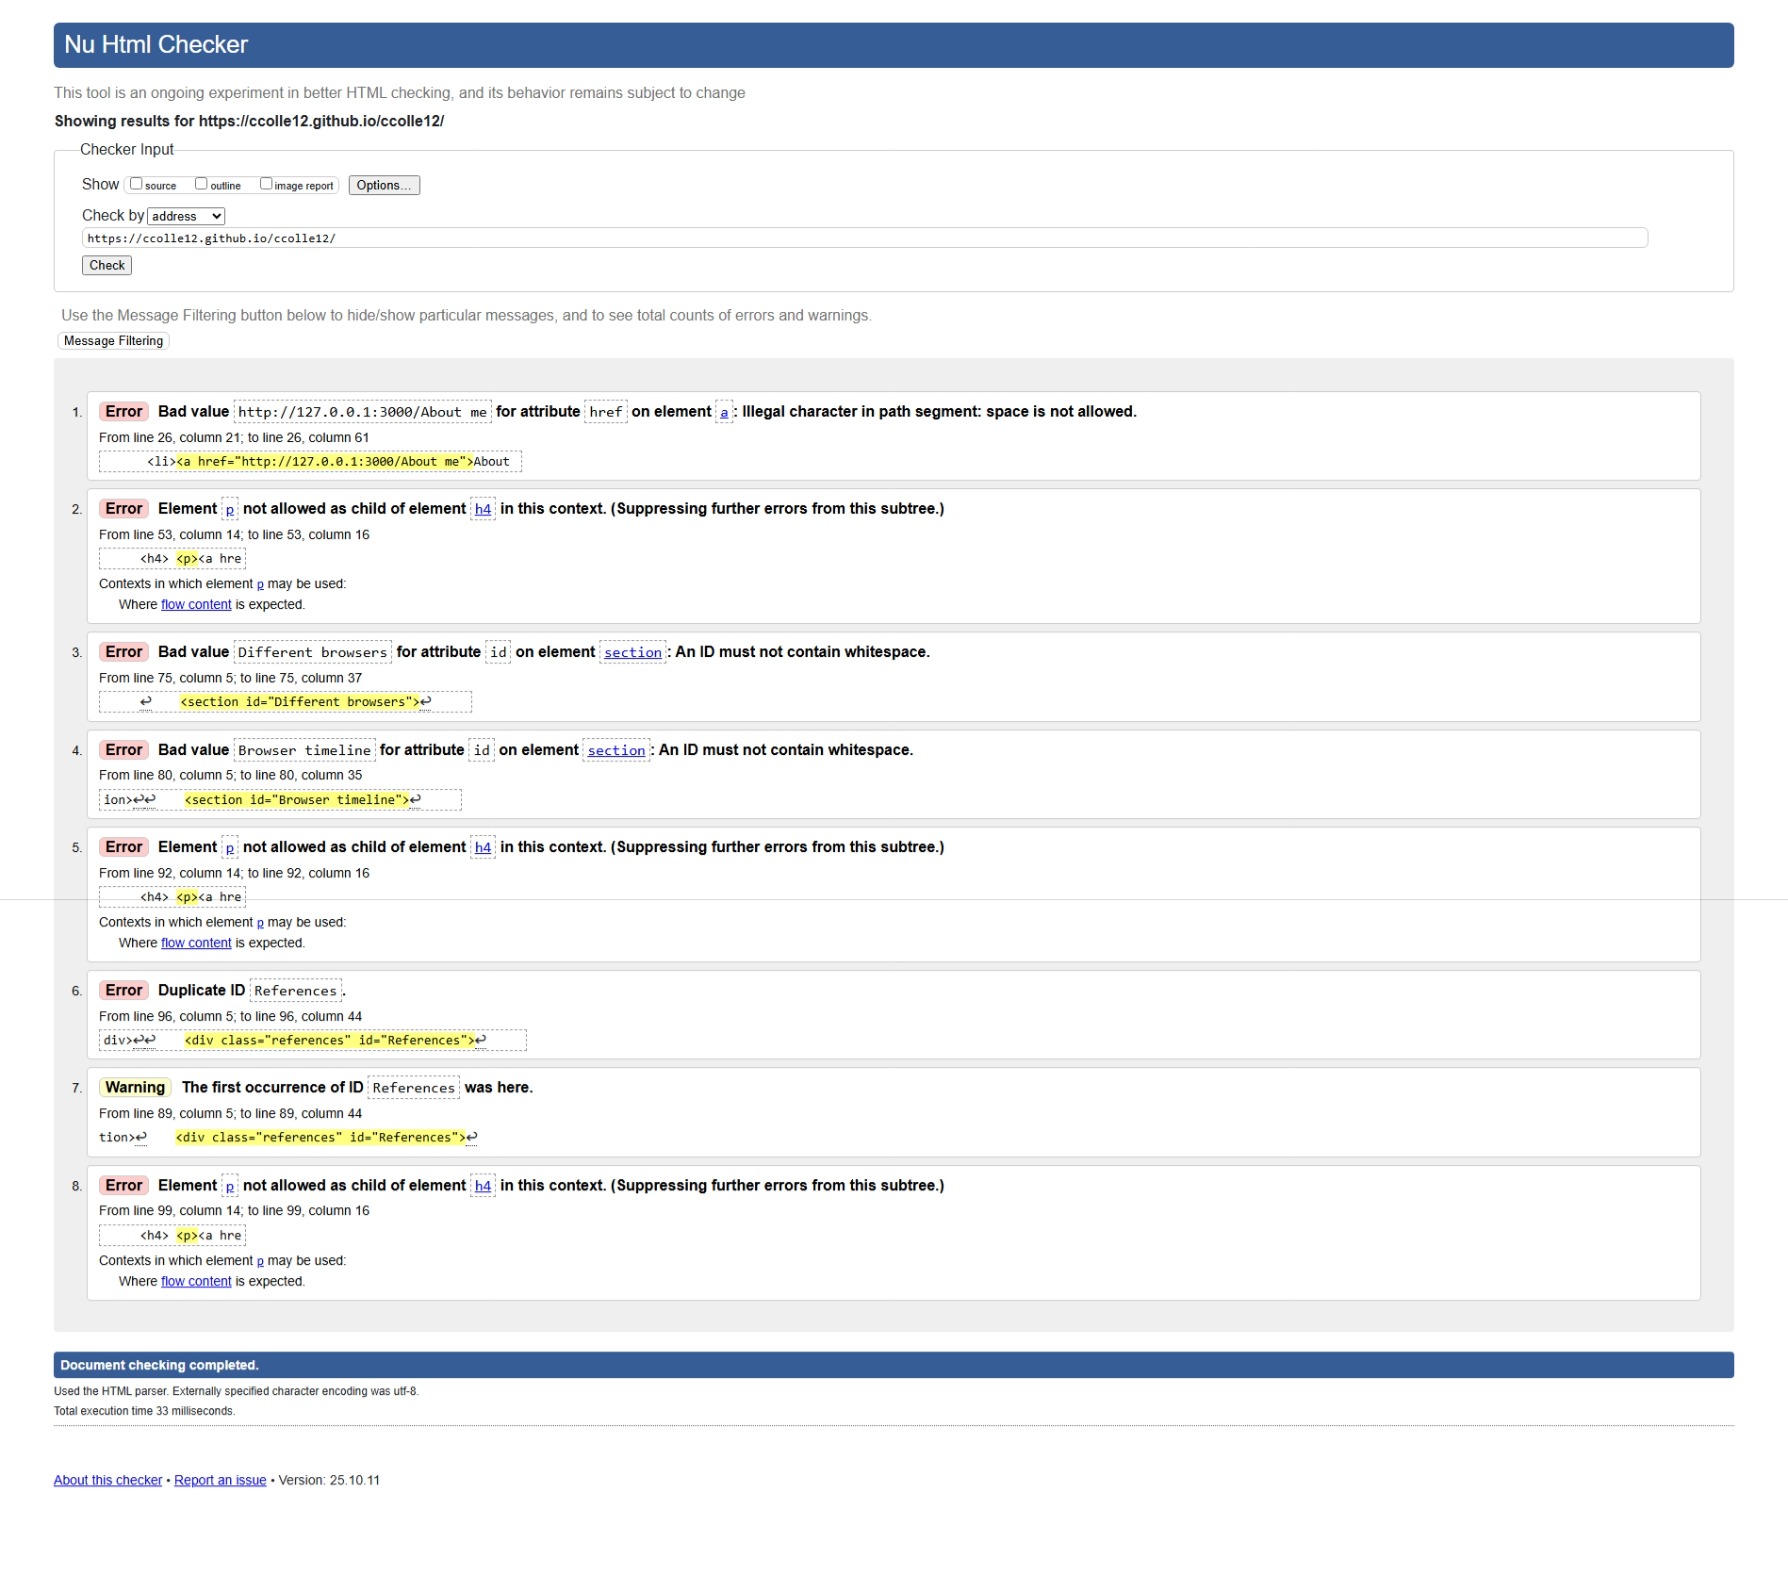 Nu Html Checker
This tool is an ongoing experiment in better HTML checking, and its behavior remains subject to change
Showing results for https://ccolle12.github.io/ccolle12/
Checker Input
Show source outline image report Options...
Check by address
https://ccolle12.github.io/ccolle12/
Check
Use the Message Filtering button below to hide/show particular messages, and to see total counts of errors and warnings.
Message Filtering
1. Error Bad value http://127.0.0.1:3000/About me for attribute href on element a: Illegal character in path segment: space is not allowed.
From line 26, column 21; to line 26, column 61
<li><a href="http://127.0.0.1:3000/About me">About
2. Error Element p not allowed as child of element h4 in this context. (Suppressing further errors from this subtree.)
From line 53, column 14; to line 53, column 16
<h4> <p><a hre
Contexts in which element p may be used:
Where flow content is expected.
3. Error Bad value Different browsers for attribute id on element section: An ID must not contain whitespace.
From line 75, column 5; to line 75, column 37
↩ <section id="Different browsers">↩
4. Error Bad value Browser timeline for attribute id on element section: An ID must not contain whitespace.
From line 80, column 5; to line 80, column 35
ion>↩↩ <section id="Browser timeline">↩
5. Error Element p not allowed as child of element h4 in this context. (Suppressing further errors from this subtree.)
From line 92, column 14; to line 92, column 16
<h4> <p><a hre
Contexts in which element p may be used:
Where flow content is expected.
6. Error Duplicate ID References.
From line 96, column 5; to line 96, column 44
div>↩↩ <div class="references" id="References">↩
7. Warning The first occurrence of ID References was here.
From line 89, column 5; to line 89, column 44
tion>↩ <div class="references" id="References">↩
8. Error Element p not allowed as child of element h4 in this context. (Suppressing further errors from this subtree.)
From line 99, column 14; to line 99, column 16
<h4> <p><a hre
Contexts in which element p may be used:
Where flow content is expected.
Document checking completed.
Used the HTML parser. Externally specified character encoding was utf-8.
Total execution time 33 milliseconds.
About this checker • Report an issue • Version: 25.10.11